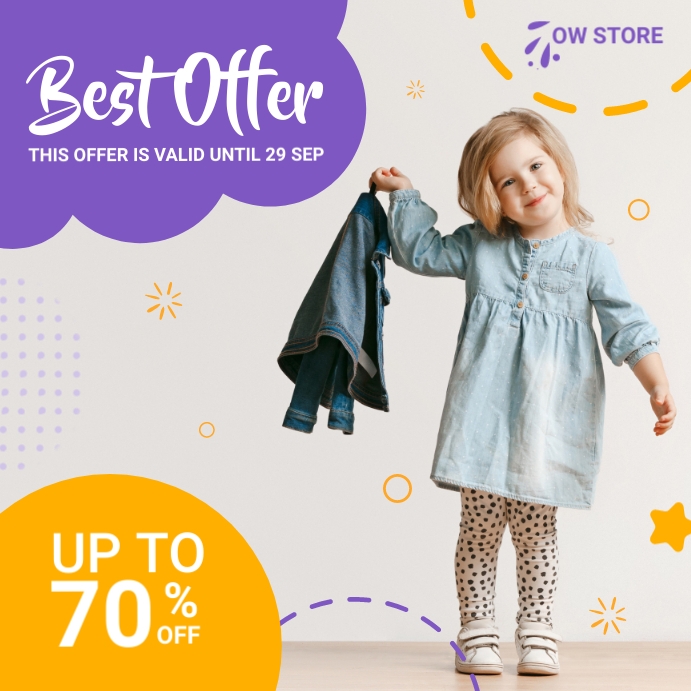 Best Offer
THIS OFFER IS VALID UNTIL 29 SEP
OW STORE
UP TO
70%
OFF